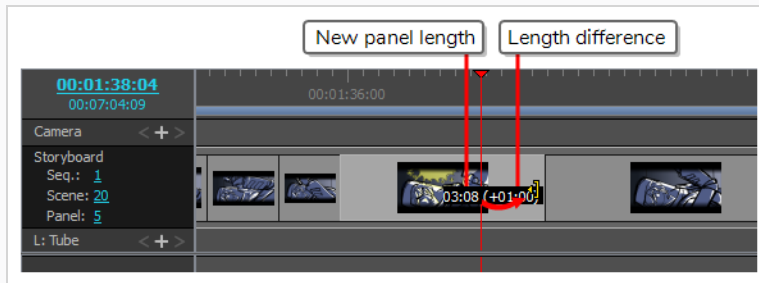 New panel length
Length difference
00:01:38:04
00:07:04:09
00:01:36:00
Camera < + >
Storyboard
Seq.: 1
Scene: 20
Panel: 5
03:08 (+01:00)
L: Tube < + >